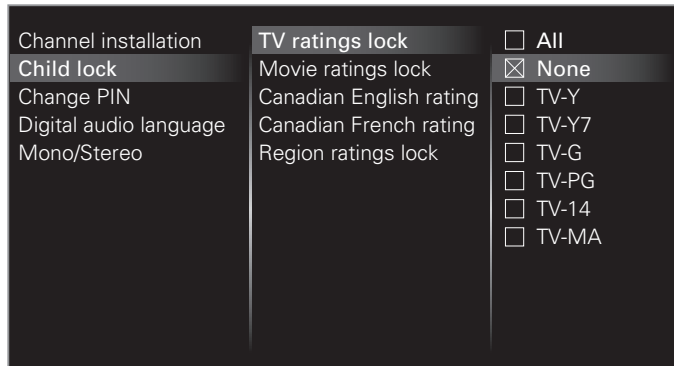 Channel installation
Child lock
Change PIN
Digital audio language
Mono/Stereo
TV ratings lock
Movie ratings lock
Canadian English rating
Canadian French rating
Region ratings lock
All
None
TV-Y
TV-Y7
TV-G
TV-PG
TV-14
TV-MA